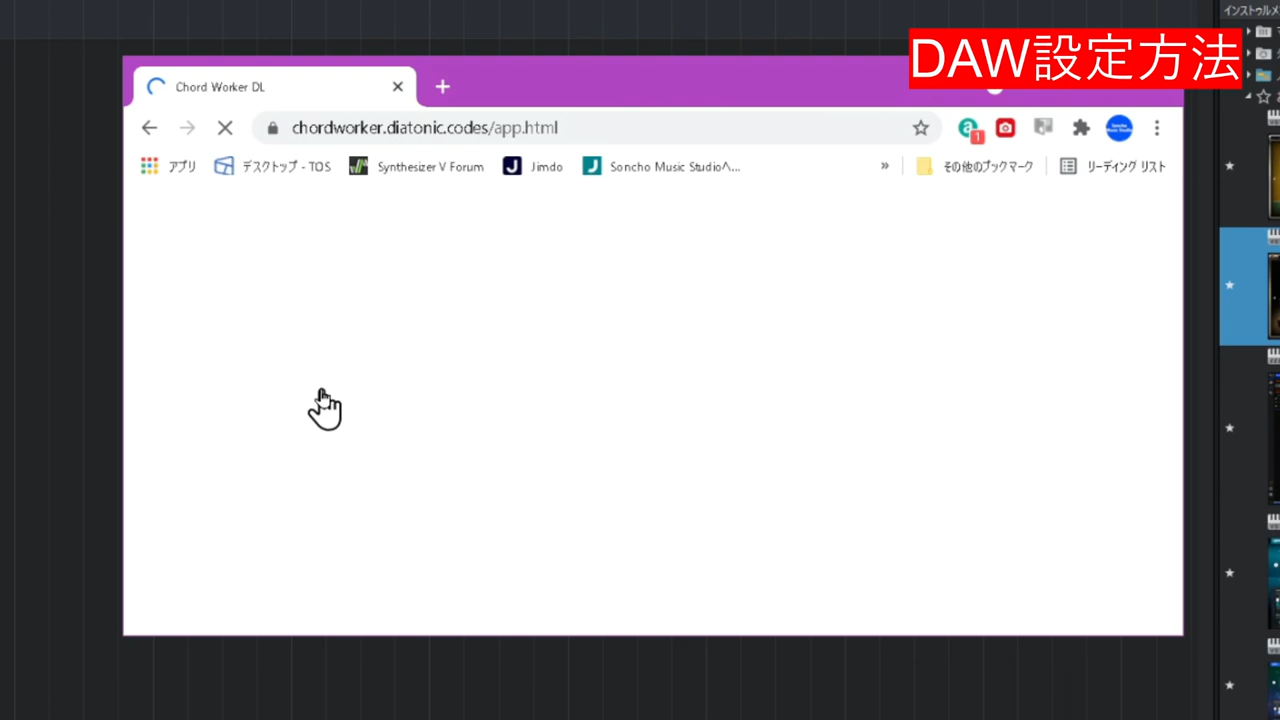 インストゥルメ
DAW設定方法
Chord Worker DL
chordworker.diatonic.codes/app.html
1
アプリ
デスクトップ - TOS
Synthesizer V Forum
Jimdo
Soncho Music Studioへ...
»
その他のブックマーク
リーディング リスト